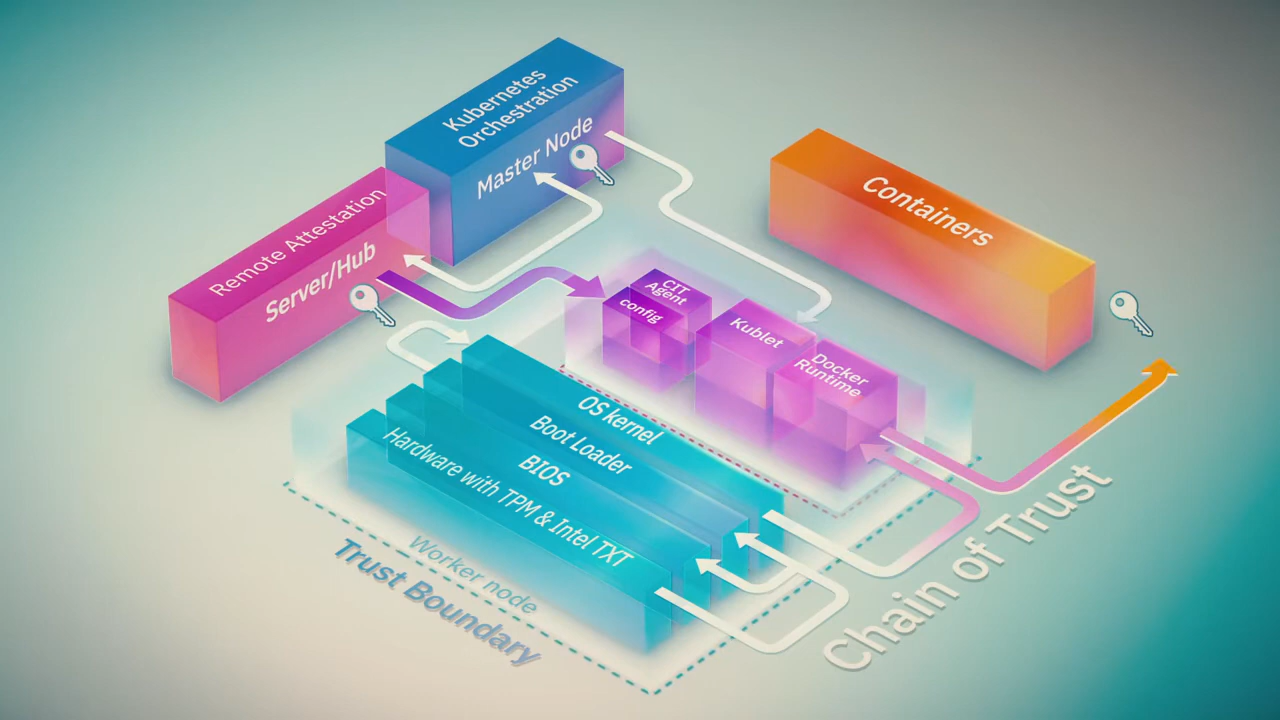 Kubernetes
Orchestration
Master Node
Remote Attestation
Server/Hub
Containers
CIT
Agent
config
Kublet
Docker
Runtime
OS kernel
Boot Loader
BIOS
Hardware with TPM & Intel TXT
Worker node
Trust Boundary
Chain of Trust